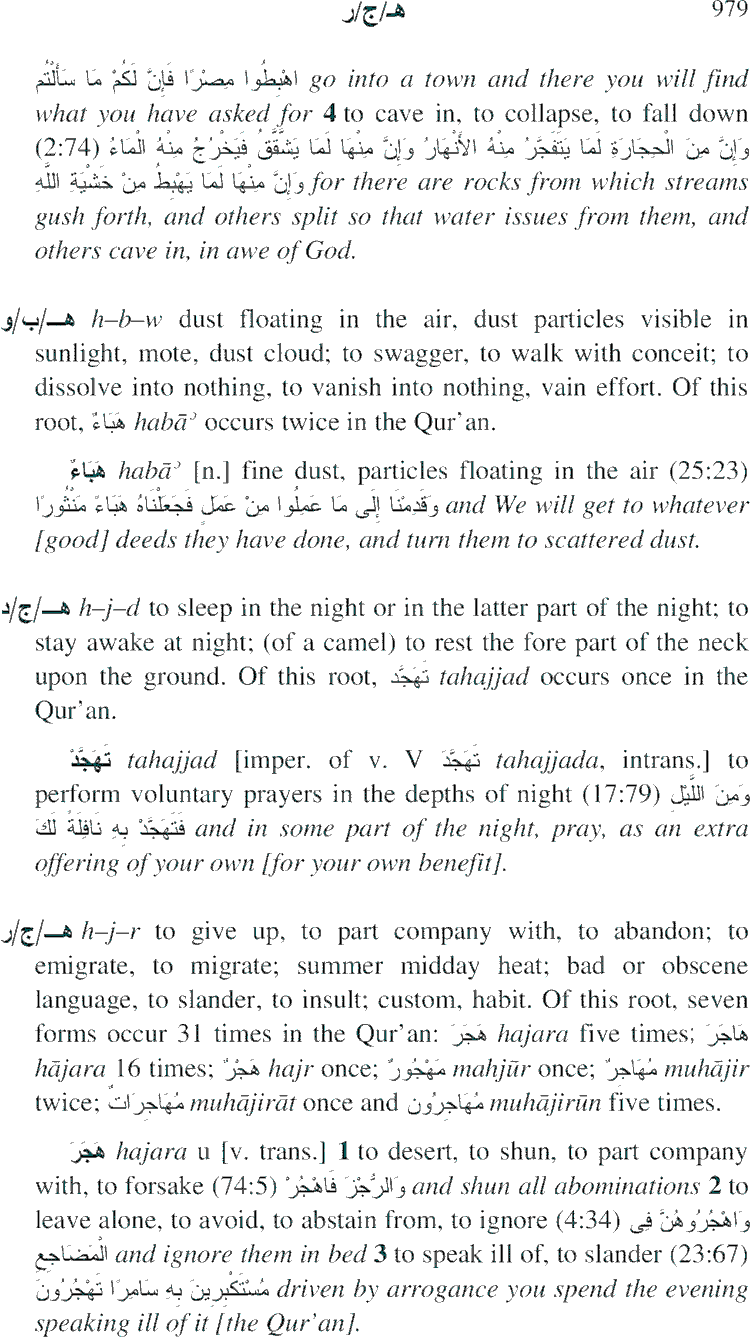 هـ/ج/ر 979
اهْبِطُوا مِصْرًا فَإِنَّ لَكُمْ مَا سَأَلْتُم go into a town and there you will find
what you have asked for 4 to cave in, to collapse, to fall down
(2:74) وَإِنَّ مِنَ الْحِجَارَةِ لَمَا يَتَفَجَّرُ مِنْهُ الأَنْهَارُ وَإِنَّ مِنْهَا لَمَا يَشَّقَّقُ فَيَخْرُجُ مِنْهُ الْمَاءُ
وَإِنَّ مِنْهَا لَمَا يَهْبِطُ مِنْ خَشْيَةِ اللَّهِ for there are rocks from which streams
gush forth, and others split so that water issues from them, and
others cave in, in awe of God.
هـ/ب/و h–b–w dust floating in the air, dust particles visible in
sunlight, mote, dust cloud; to swagger, to walk with conceit; to
dissolve into nothing, to vanish into nothing, vain effort. Of this
root, هَبَاءٌ habāʾ occurs twice in the Qur’an.
هَبَاءٌ habāʾ [n.] fine dust, particles floating in the air (25:23)
وَقَدِمْنَا إِلَى مَا عَمِلُوا مِنْ عَمَلٍ فَجَعَلْنَاهُ هَبَاءً مَنْثُورًا and We will get to whatever
[good] deeds they have done, and turn them to scattered dust.
هـ/ج/د h–j–d to sleep in the night or in the latter part of the night; to
stay awake at night; (of a camel) to rest the fore part of the neck
upon the ground. Of this root, تَهَجَّد tahajjad occurs once in the
Qur’an.
تَهَجَّدْ tahajjad [imper. of v. V تَهَجَّدَ tahajjada, intrans.] to
perform voluntary prayers in the depths of night (17:79) وَمِنَ اللَّيْلِ
فَتَهَجَّدْ بِهِ نَافِلَةً لَكَ and in some part of the night, pray, as an extra
offering of your own [for your own benefit].
هـ/ج/ر h–j–r to give up, to part company with, to abandon; to
emigrate, to migrate; summer midday heat; bad or obscene
language, to slander, to insult; custom, habit. Of this root, seven
forms occur 31 times in the Qur’an: هَجَرَ hajara five times; هَاجَرَ
hājara 16 times; هَجْرٌ hajr once; مَهْجُورٌ mahjūr once; مُهَاجِرٌ muhājir
twice; مُهَاجِرَاتٌ muhājirāt once and مُهَاجِرُون muhājirūn five times.
هَجَرَ hajara u [v. trans.] 1 to desert, to shun, to part company
with, to forsake (74:5) وَالرُّجْزَ فَاهْجُرْ and shun all abominations 2 to
leave alone, to avoid, to abstain from, to ignore (4:34) وَاهْجُرُوهُنَّ فِى
الْمَضَاجِعِ and ignore them in bed 3 to speak ill of, to slander (23:67)
مُسْتَكْبِرِينَ بِهِ سَامِرًا تَهْجُرُونَ driven by arrogance you spend the evening
speaking ill of it [the Qur’an].